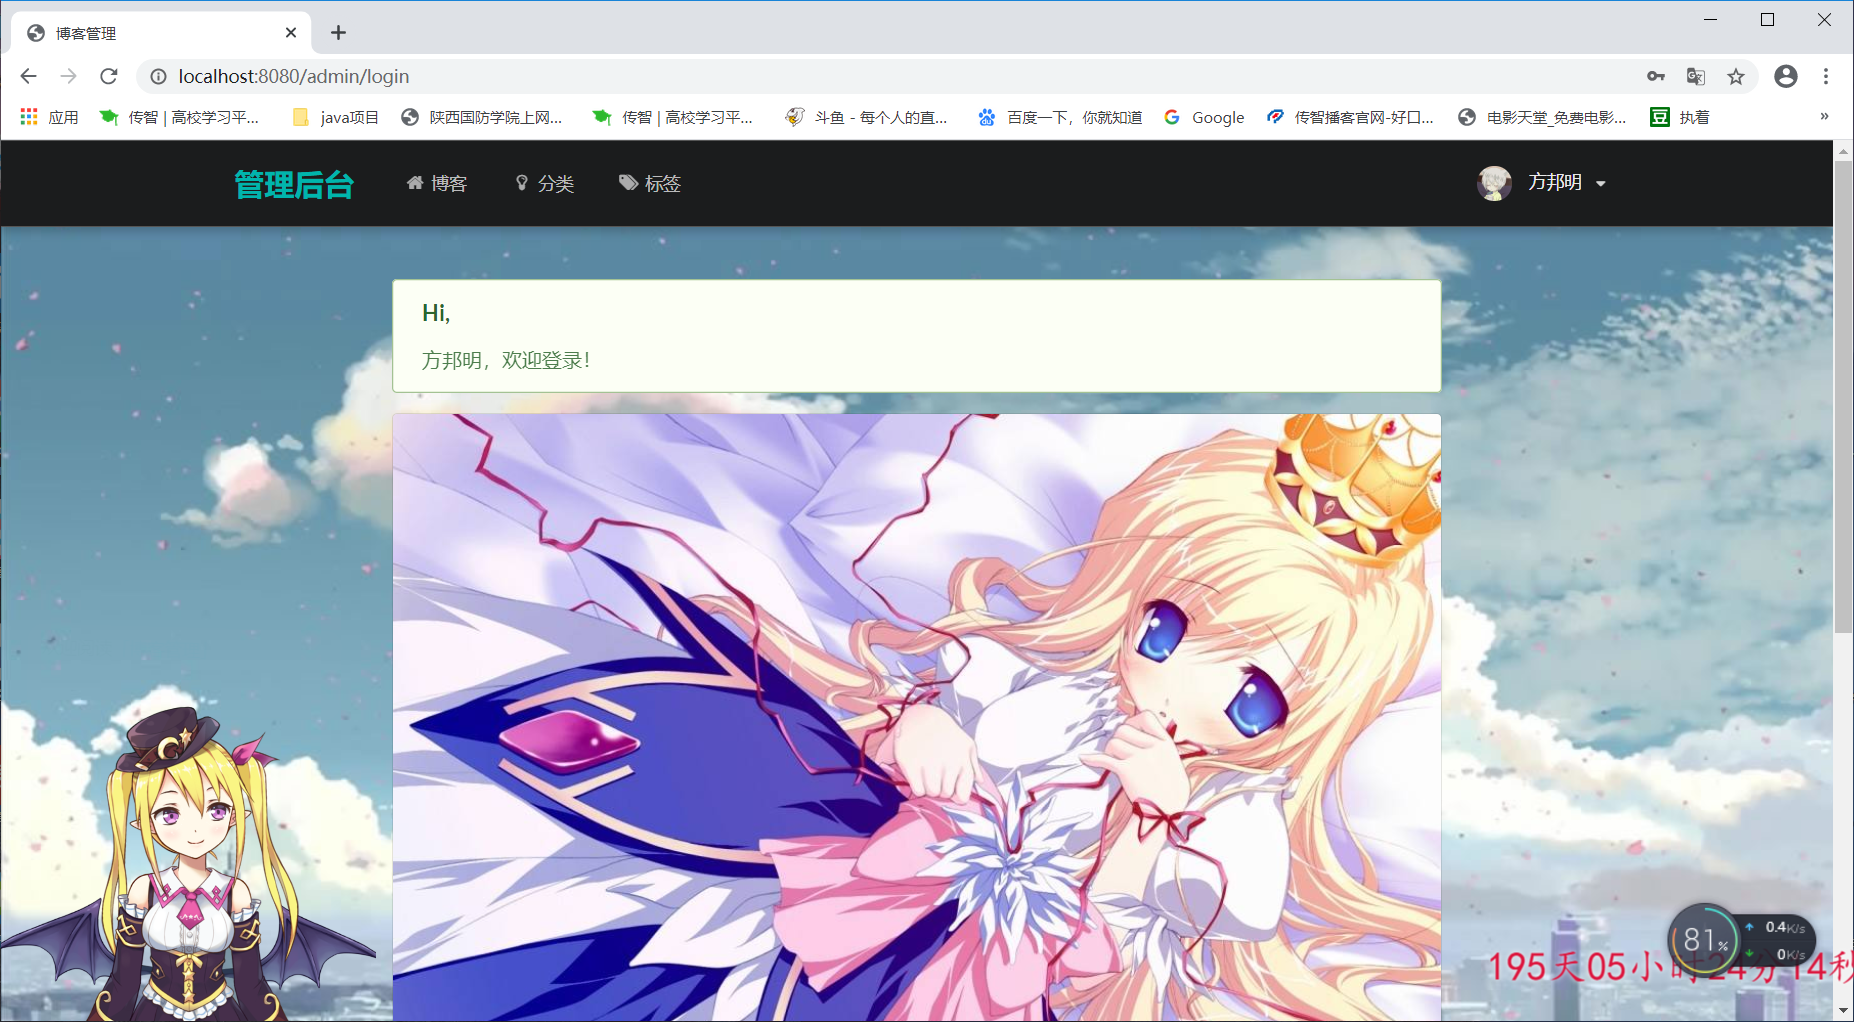 博客管理
localhost:8080/admin/login
应用
传智 | 高校学习平...
java项目
陕西国防学院上网...
传智 | 高校学习平...
斗鱼 - 每个人的直...
百度一下，你就知道
Google
传智播客官网-好口...
电影天堂_免费电影...
豆 执着
»
管理后台
博客
分类
标签
方邦明
Hi,
方邦明，欢迎登录！
81%
0.4K/s
0K/s
195天05小时24分14秒